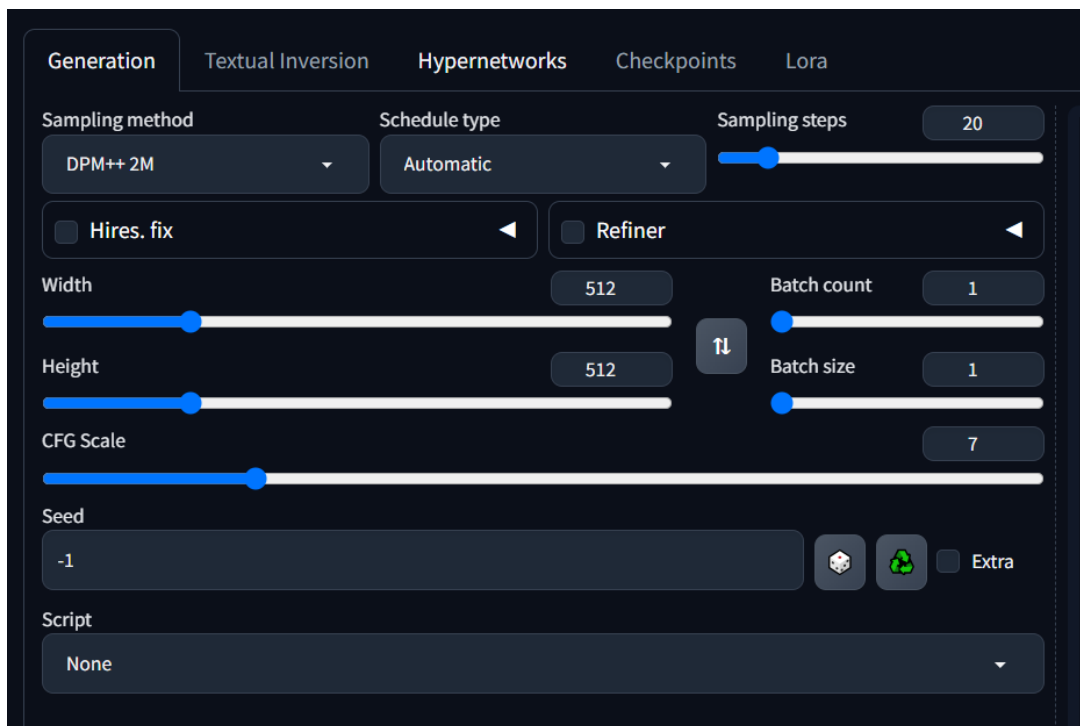 Generation Textual Inversion Hypernetworks Checkpoints Lora
Sampling method Schedule type Sampling steps 20
DPM++ 2M Automatic
Hires. fix Refiner
Width 512 Batch count 1
Height 512 Batch size 1
CFG Scale 7
Seed
-1 Extra
Script
None